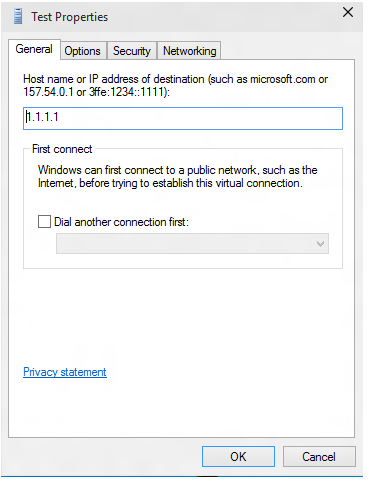 Test Properties
General Options Security Networking
Host name or IP address of destination (such as microsoft.com or
157.54.0.1 or 3ffe:1234::1111):
1.1.1.1
First connect
Windows can first connect to a public network, such as the
Internet, before trying to establish this virtual connection.
Dial another connection first:
Privacy statement
OK Cancel